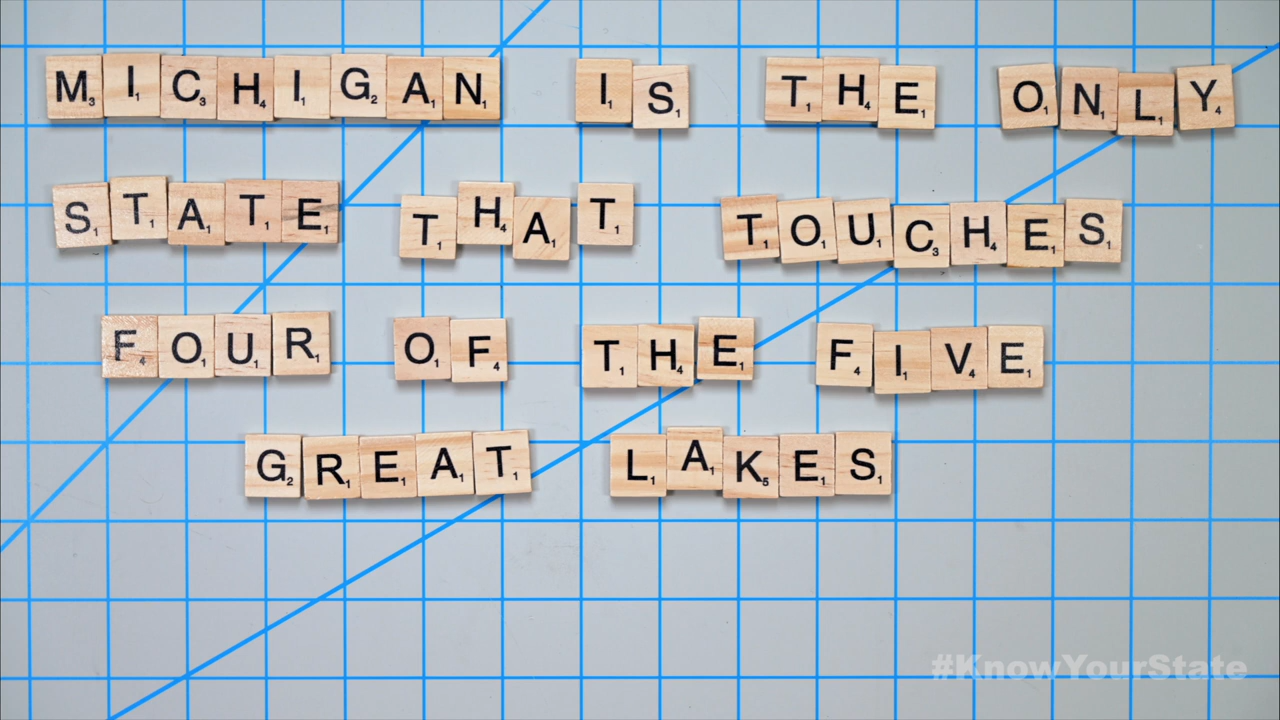 MICHIGAN IS THE ONLY
STATE THAT TOUCHES
FOUR OF THE FIVE
GREAT LAKES
#KnowYourState